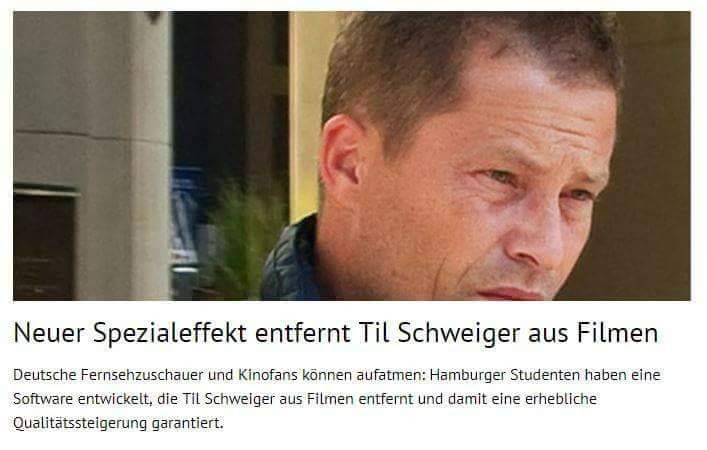 Neuer Spezialeffekt entfernt Til Schweiger aus Filmen
Deutsche Fernsehzuschauer und Kinofans können aufatmen: Hamburger Studenten haben eine
Software entwickelt, die Til Schweiger aus Filmen entfernt und damit eine erhebliche
Qualitätssteigerung garantiert.